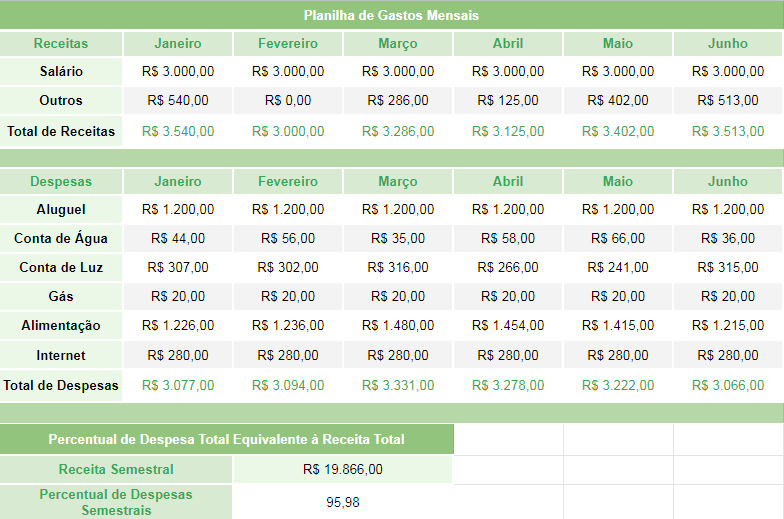 Planilha de Gastos Mensais
Receitas Janeiro Fevereiro Março Abril Maio Junho
Salário R$ 3.000,00 R$ 3.000,00 R$ 3.000,00 R$ 3.000,00 R$ 3.000,00 R$ 3.000,00
Outros R$ 540,00 R$ 0,00 R$ 286,00 R$ 125,00 R$ 402,00 R$ 513,00
Total de Receitas R$ 3.540,00 R$ 3.000,00 R$ 3.286,00 R$ 3.125,00 R$ 3.402,00 R$ 3.513,00
Despesas Janeiro Fevereiro Março Abril Maio Junho
Aluguel R$ 1.200,00 R$ 1.200,00 R$ 1.200,00 R$ 1.200,00 R$ 1.200,00 R$ 1.200,00
Conta de Água R$ 44,00 R$ 56,00 R$ 35,00 R$ 58,00 R$ 66,00 R$ 36,00
Conta de Luz R$ 307,00 R$ 302,00 R$ 316,00 R$ 266,00 R$ 241,00 R$ 315,00
Gás R$ 20,00 R$ 20,00 R$ 20,00 R$ 20,00 R$ 20,00 R$ 20,00
Alimentação R$ 1.226,00 R$ 1.236,00 R$ 1.480,00 R$ 1.454,00 R$ 1.415,00 R$ 1.215,00
Internet R$ 280,00 R$ 280,00 R$ 280,00 R$ 280,00 R$ 280,00 R$ 280,00
Total de Despesas R$ 3.077,00 R$ 3.094,00 R$ 3.331,00 R$ 3.278,00 R$ 3.222,00 R$ 3.066,00
Percentual de Despesa Total Equivalente à Receita Total
Receita Semestral R$ 19.866,00
Percentual de Despesas
Semestrais 95,98